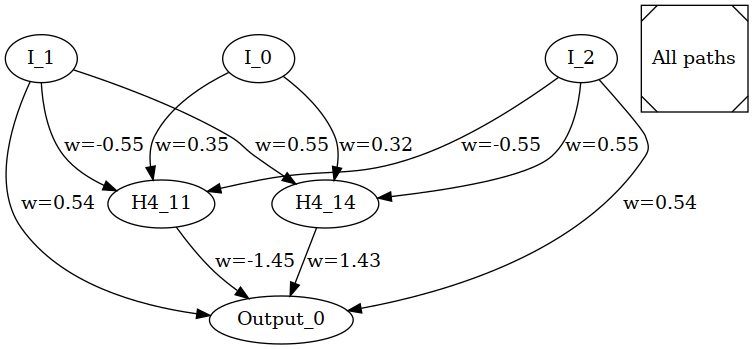 I_1
I_0
I_2
All paths
w=-0.55
w=0.35
w=0.55
w=0.32
w=-0.55
w=0.55
w=0.54
H4_11
H4_14
w=0.54
w=-1.45
w=1.43
Output_0